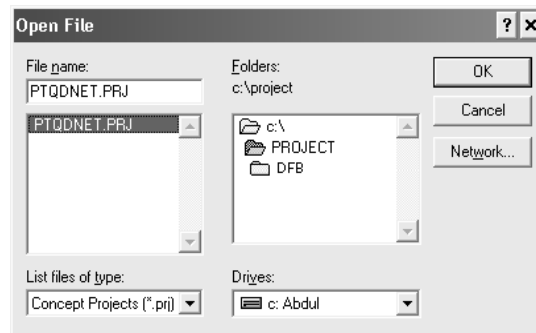 Open File
File name:
PTQDNET.PRJ
PTQDNET.PRJ
List files of type:
Concept Projects (*.prj)
Folders:
c:\project
c:\
PROJECT
DFB
Drives:
c: Abdul
OK
Cancel
Network...